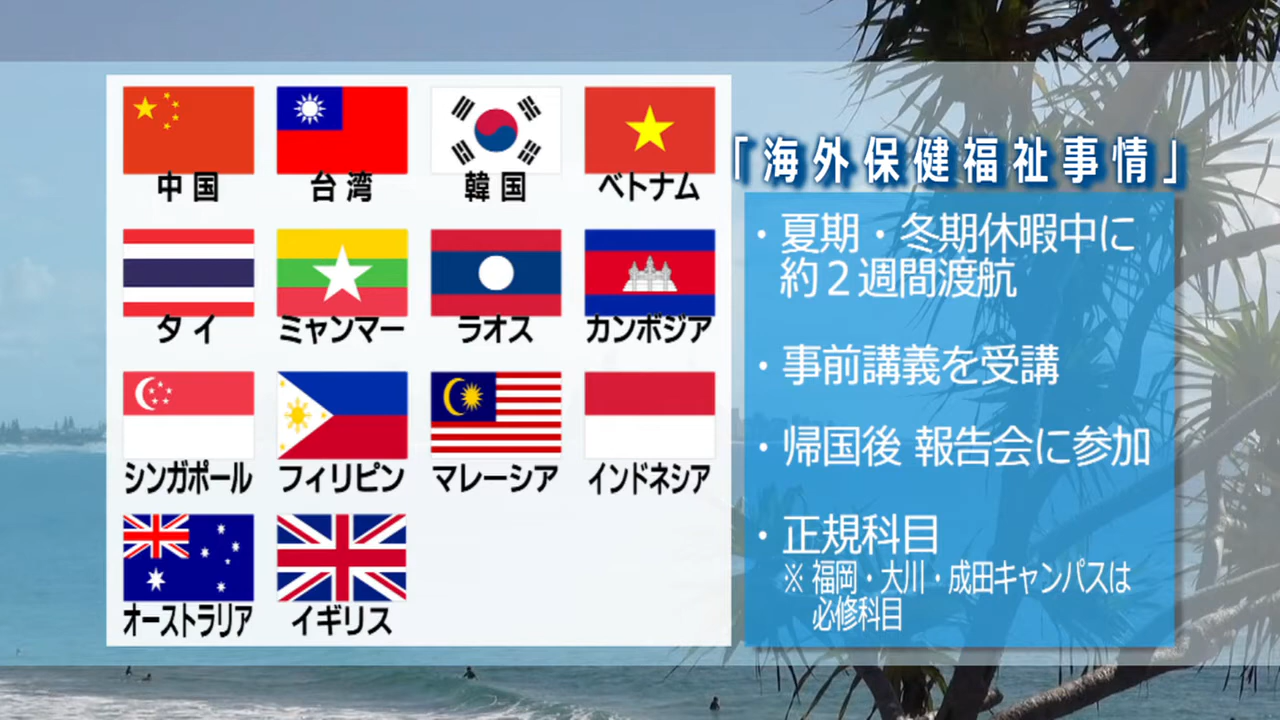 中国
台湾
韓国
ベトナム
タイ
ミャンマー
ラオス
カンボジア
シンガポール
フィリピン
マレーシア
インドネシア
オーストラリア
イギリス
「海外保健福祉事情」
・夏期・冬期休暇中に
約2週間渡航
・事前講義を受講
・帰国後 報告会に参加
・正規科目
※ 福岡・大川・成田キャンパスは
必修科目